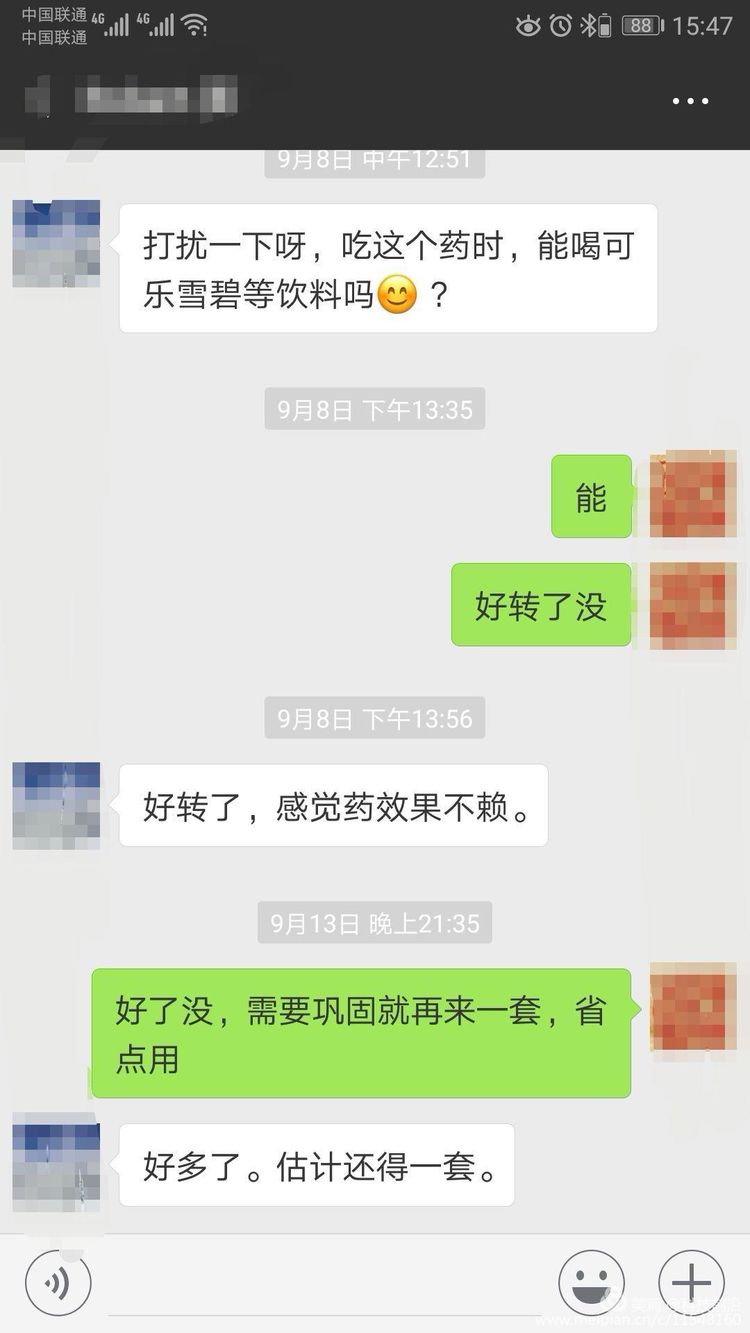 中国联通 4G 4G 88 15:47
中国联通
9月8日 中午12:51
打扰一下呀，吃这个药时，能喝可
乐雪碧等饮料吗😊？
9月8日 下午13:35
能
好转了没
9月8日 下午13:56
好转了，感觉药效果不赖。
9月13日 晚上21:35
好了没，需要巩固就再来一套，省
点用
好多了。估计还得一套。